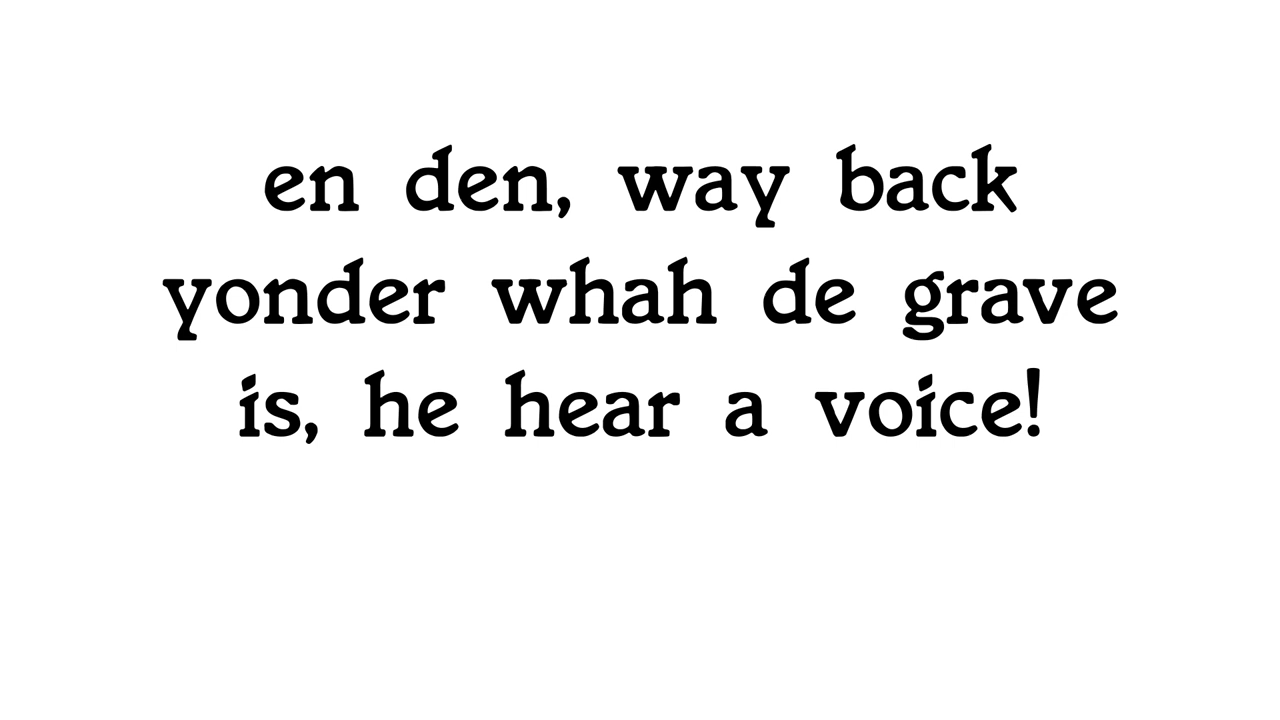 en den, way back
yonder whah de grave
is, he hear a voice!